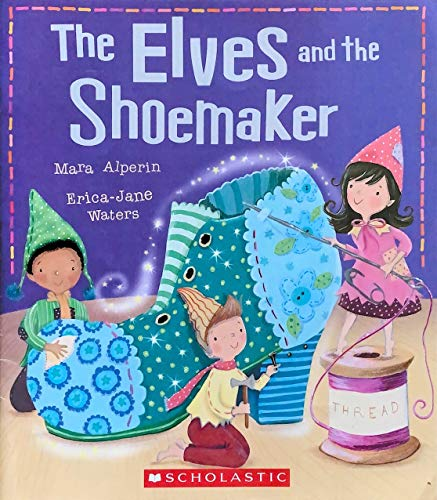 The Elves and the
Shoemaker
Mara Alperin
Erica-Jane
Waters
THREAD
SCHOLASTIC